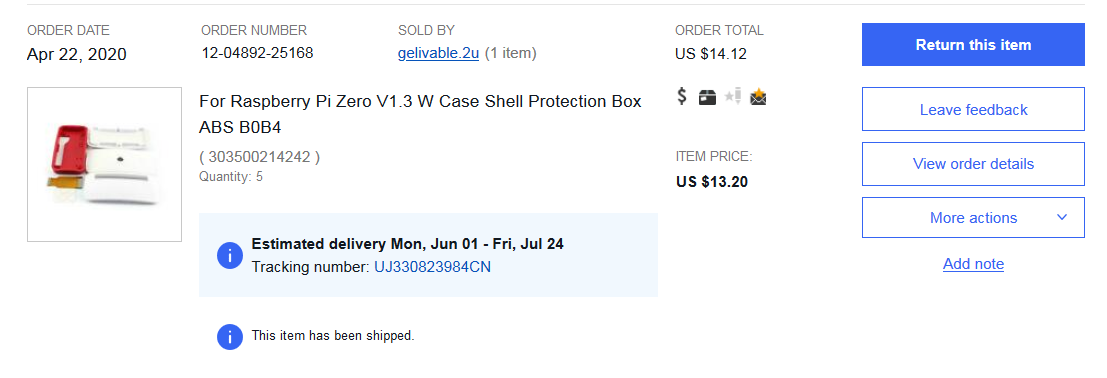 ORDER DATE
Apr 22, 2020
ORDER NUMBER
12-04892-25168
SOLD BY
gelivable.2u (1 item)
ORDER TOTAL
US $14.12
For Raspberry Pi Zero V1.3 W Case Shell Protection Box
ABS B0B4
( 303500214242 )
Quantity: 5
ITEM PRICE:
US $13.20
Estimated delivery Mon, Jun 01 - Fri, Jul 24
Tracking number: UJ330823984CN
This item has been shipped.
Return this item
Leave feedback
View order details
More actions
Add note